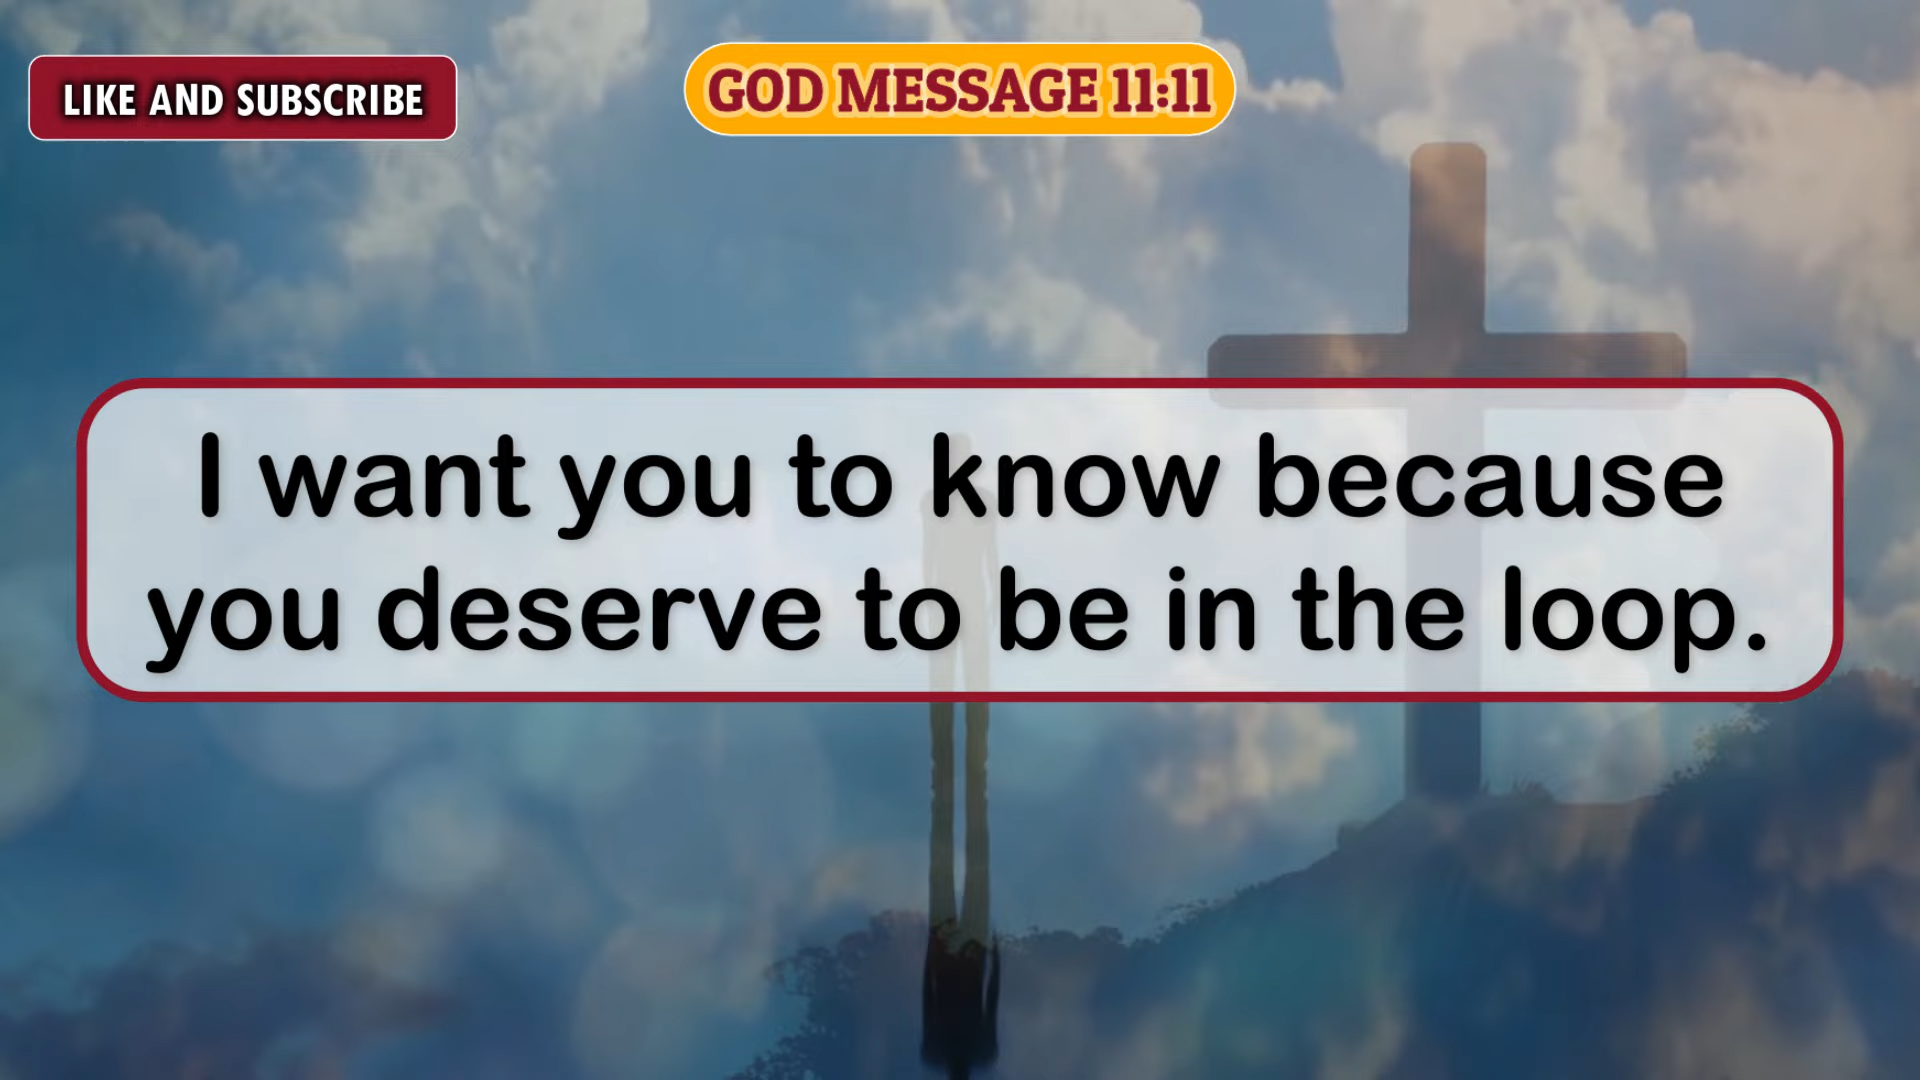 LIKE AND SUBSCRIBE
GOD MESSAGE 11:11
I want you to know because
you deserve to be in the loop.